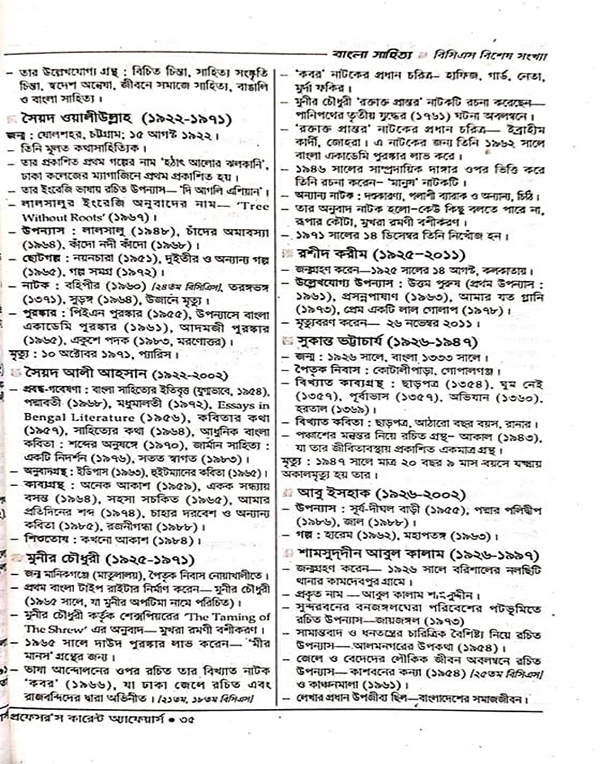 বাংলা সাহিত্য বিসিএস বিশেষ সংখ্যা
– তার উল্লেখযোগ্য গ্রন্থ : বিচিত চিন্তা, সাহিত্য সংস্কৃতি
চিন্তা, স্বদেশ অন্বেষা, জীবনে সমাজে সাহিত্যে, বাঙালি
ও বাংলা সাহিত্য।
সৈয়দ ওয়ালীউল্লাহ (১৯২২-১৯৭১)
জন্ম : ষোলশহর, চট্টগ্রাম; ১৫ আগস্ট ১৯২২।
– তিনি মূলত কথাসাহিত্যিক।
– তার প্রকাশিত প্রথম গল্পের নাম ‘হঠাৎ আলোর ঝলকানি’,
ঢাকা কলেজের ম্যাগাজিনে প্রথম প্রকাশিত হয়।
– তার ইংরেজি ভাষায় রচিত উপন্যাস— ‘দি আগলি এশিয়ান’।
– লালসালুর ইংরেজি অনুবাদের নাম— ‘Tree
Without Roots’ (১৯৬৭)।
– উপন্যাস : লালসালু (১৯৪৮), চাঁদের অমাবস্যা
(১৯৬৪), কাঁদো নদী কাঁদো (১৯৬৮)।
– ছোটগল্প : নয়নচারা (১৯৫১), দুইতীর ও অন্যান্য গল্প
(১৯৬৫), গল্প সমগ্র (১৯৭২)।
– নাটক : বহিপীর (১৯৬০) /২৪তম বিসিএস/, তরঙ্গভঙ্গ
(১৩৭১), সুড়ঙ্গ (১৯৬৪), উজানে মৃত্যু।
– পুরস্কার : পিইএন পুরস্কার (১৯৫৫), উপন্যাসে বাংলা
একাডেমি পুরস্কার (১৯৬১), আদমজী পুরস্কার
(১৯৬৫), একুশে পদক (১৯৮৩, মরণোত্তর)।
মৃত্যু : ১০ অক্টোবর ১৯৭১, প্যারিস।
সৈয়দ আলী আহসান (১৯২২-২০০২)
– প্রবন্ধ-গবেষণা : বাংলা সাহিত্যের ইতিবৃত্ত (যুগ্মভাবে, ১৯৫৪),
পদ্মাবতী (১৯৬৮), মধুমালতী (১৯৭২), Essays in
Bengal Literature (১৯৫৬), কবিতার কথা
(১৯৫৭), সাহিত্যের কথা (১৯৬৪), আধুনিক বাংলা
কবিতা : শব্দের অনুষঙ্গে (১৯৭০), জার্মান সাহিত্য :
একটি নিদর্শন (১৯৭৬), সতত স্বাগত (১৯৮৩)।
– অনুবাদগ্রন্থ : ইডিপাস (১৯৬৩), হুইটম্যানের কবিতা (১৯৬৫)।
– কাব্যগ্রন্থ : অনেক আকাশ (১৯৫৯), একক সন্ধ্যায়
বসন্ত (১৯৬৪), সহসা সচকিত (১৯৬৫), আমার
প্রতিদিনের শব্দ (১৯৭৪), চাহার দরবেশ ও অন্যান্য
কবিতা (১৯৮৫), রজনীগন্ধা (১৯৮৮)।
– শিশুতোষ : কখনো আকাশ (১৯৮৪)।
মুনীর চৌধুরী (১৯২৫-১৯৭১)
– জন্ম মানিকগঞ্জে (মাতুলালয়), পৈতৃক নিবাস নোয়াখালীতে।
– প্রথম বাংলা টাইপ রাইটার নির্মাণ করেন— মুনীর চৌধুরী
(১৯৬৫ সালে, যা মুনীর অপটিমা নামে পরিচিত)।
– মুনীর চৌধুরী কর্তৃক শেক্সপিয়রের ‘The Taming of
The Shrew’ এর অনুবাদ— মুখরা রমণী বশীকরণ।
– ১৯৬৫ সালে দাউদ পুরস্কার লাভ করেন— ‘মীর
মানস’ গ্রন্থের জন্য।
– ভাষা আন্দোলনের ওপর রচিত তার বিখ্যাত নাটক
‘কবর’ (১৯৬৬), যা ঢাকা জেলে রচিত এবং
রাজবন্দিদের দ্বারা অভিনীত। /২১তম, ১৮তম বিসিএস/
– ‘কবর’ নাটকের প্রধান চরিত্র– হাফিজ, গার্ড, নেতা,
মুর্দা ফকির।
– মুনীর চৌধুরী ‘রক্তাক্ত প্রান্তর’ নাটকটি রচনা করেছেন—
পানিপথের তৃতীয় যুদ্ধের (১৭৬১) ঘটনা অবলম্বনে।
– ‘রক্তাক্ত প্রান্তর’ নাটকের প্রধান চরিত্র— ইব্রাহীম
কার্দী, জোহরা। এ নাটকের জন্য তিনি ১৯৬২ সালে
বাংলা একাডেমি পুরস্কার লাভ করে।
– ১৯৪৬ সালের সাম্প্রদায়িক দাঙ্গার ওপর ভিত্তি করে
তিনি রচনা করেন– ‘মানুষ’ নাটকটি।
– অন্যান্য নাটক : দণ্ডকারণ্য, পলাশী ব্যারাক ও অন্যান্য, চিঠি।
– তার অনুবাদ নাটক হলো–কেউ কিছু বলতে পারে না,
রূপার কৌটা, মুখরা রমণী বশীকরণ।
– ১৯৭১ সালের ১৪ ডিসেম্বর তিনি নিখোঁজ হন।
রশীদ করীম (১৯২৫-২০১১)
– জন্মগ্রহণ করেন—১৯২৫ সালের ১৪ আগস্ট, কলকাতায়।
– উল্লেখযোগ্য উপন্যাস : উত্তম পুরুষ (প্রথম উপন্যাস :
১৯৬১), প্রসন্নপাষাণ (১৯৬৩), আমার যত গ্লানি
(১৯৭৩), প্রেম একটি লাল গোলাপ (১৯৭৮)।
– মৃত্যুবরণ করেন— ২৬ নভেম্বর ২০১১।
সুকান্ত ভট্টাচার্য (১৯২৬-১৯৪৭)
– জন্ম : ১৯২৬ সালে, বাংলা ১৩৩৩ সালে।
– পৈতৃক নিবাস : কোটালীপাড়া, গোপালগঞ্জ।
– বিখ্যাত কাব্যগ্রন্থ : ছাড়পত্র (১৩৫৪), ঘুম নেই
(১৩৫৭), পূর্বাভাস (১৩৫৭), অভিযান (১৩৬০),
হরতাল (১৩৬৯)।
– বিখ্যাত কবিতা : ছাড়পত্র, আঠারো বছর বয়স, রানার।
– পঞ্চাশের মন্বন্তর নিয়ে রচিত গ্রন্থ– আকাল (১৯৪৩),
যা তার জীবিতাবস্থায় প্রকাশিত একমাত্র গ্রন্থ।
মৃত্যু : ১৯৪৭ সালে মাত্র ২০ বছর ৯ মাস বয়সে যক্ষ্মায়
অকালমৃত্যু হয় তার।
আবু ইসহাক (১৯২৬-২০০২)
– উপন্যাস : সূর্য-দীঘল বাড়ী (১৯৫৫), পদ্মার পলিদ্বীপ
(১৯৮৬), জাল (১৯৮৮)।
– গল্প : হারেম (১৯৬২), মহাপতঙ্গ (১৯৬৩)।
শামসুদ্দীন আবুল কালাম (১৯২৬-১৯৯৭)
– জন্মগ্রহণ করেন— ১৯২৬ সালে বরিশালের নলছিটি
থানার কামদেবপুর গ্রামে।
– প্রকৃত নাম —আবুল কালাম শামসুদ্দীন।
– সুন্দরবনের বনজঙ্গলঘেরা পরিবেশের পটভূমিতে
রচিত উপন্যাস—জায়জঙ্গল (১৯৭৩)
– সামন্তবাদ ও ধনতন্ত্রের চারিত্রিক বৈশিষ্ট্য নিয়ে রচিত
উপন্যাস—আলমনগরের উপকথা (১৯৫৪)।
– জেলে ও বেদেদের লৌকিক জীবন অবলম্বনে রচিত
উপন্যাস— কাশবনের কন্যা (১৯৫৪) /২৫তম বিসিএস/
ও কাঞ্চনমালা (১৯৬১)।
– লেখার প্রধান উপজীব্য ছিল—বাংলাদেশের সমাজজীবন।
প্রফেসর'স কারেন্ট অ্যাফেয়ার্স • ৩৫